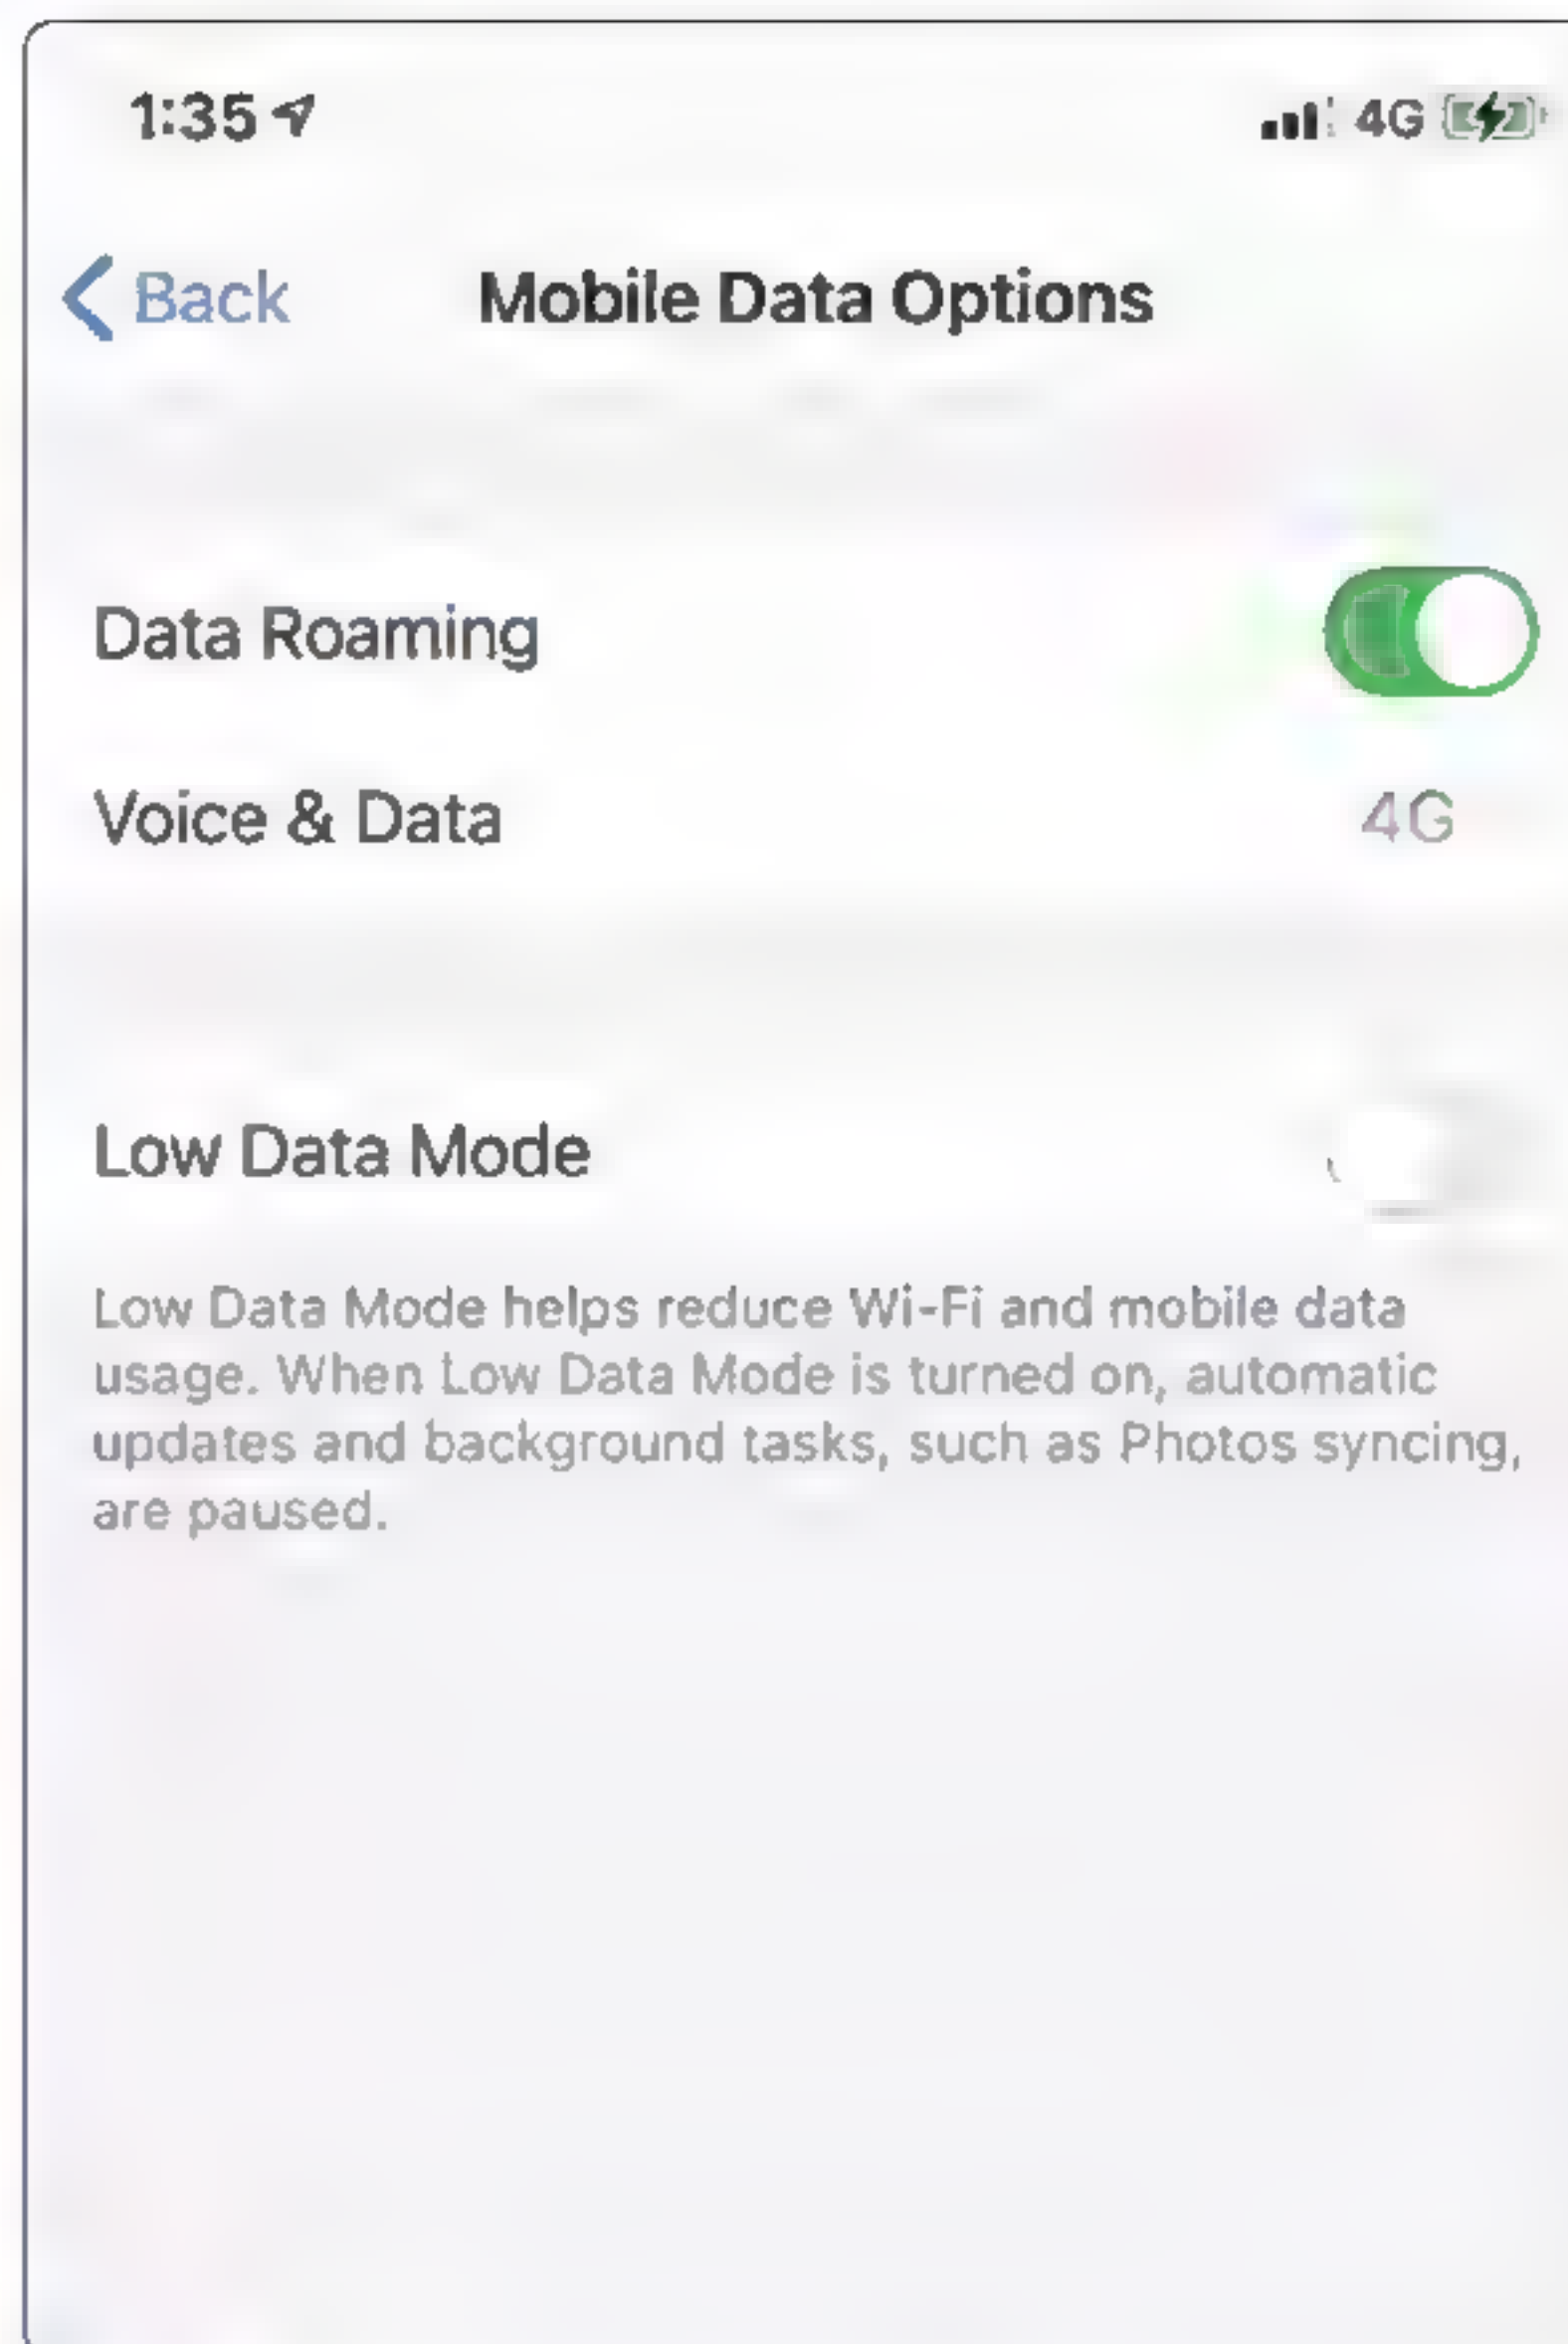 1:35
4G
Back
Mobile Data Options
Data Roaming
Voice & Data
4G
Low Data Mode
Low Data Mode helps reduce Wi-Fi and mobile data
usage. When Low Data Mode is turned on, automatic
updates and background tasks, such as Photos syncing,
are paused.